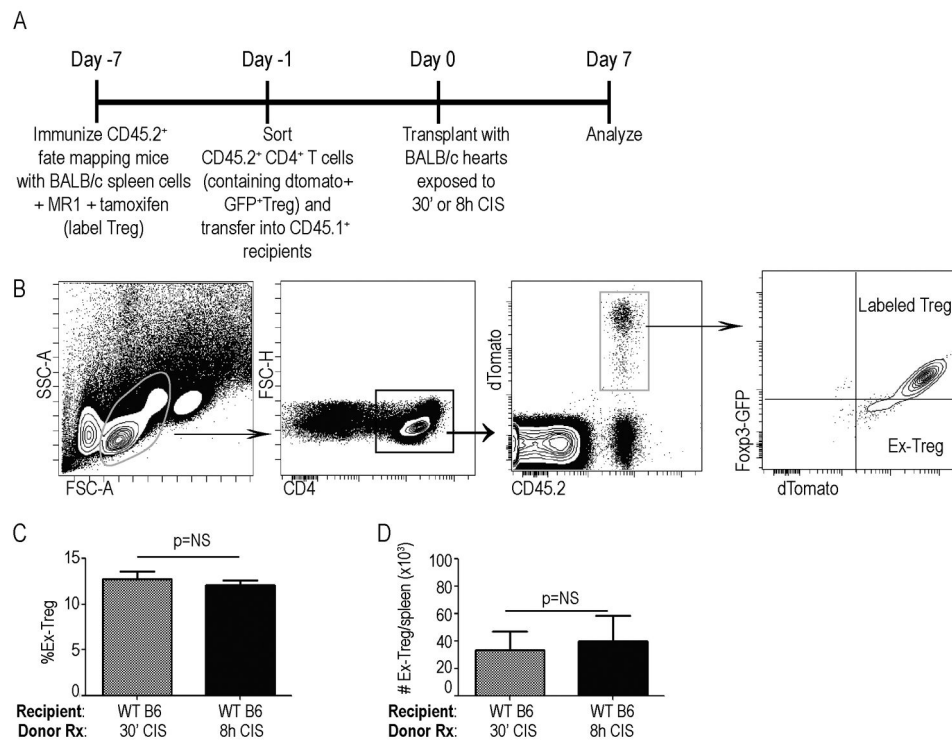 A
Day -7
Day -1
Day 0
Day 7
Immunize CD45.2+
fate mapping mice
with BALB/c spleen cells
+ MR1 + tamoxifen
(label Treg)
Sort
CD45.2+ CD4+ T cells
(containing dtomato+
GFP+Treg) and
transfer into CD45.1+
recipients
Transplant with
BALB/c hearts
exposed to
30' or 8h CIS
Analyze
B
SSC-A
FSC-A
FSC-H
CD4
dTomato
CD45.2
Foxp3-GFP
dTomato
Labeled Treg
Ex-Treg
C
p=NS
%Ex-Treg
15
10
5
0
Recipient: WT B6 WT B6
Donor Rx: 30' CIS 8h CIS
D
p=NS
# Ex-Treg/spleen (x10³)
100
80
60
40
20
0
Recipient: WT B6 WT B6
Donor Rx: 30' CIS 8h CIS